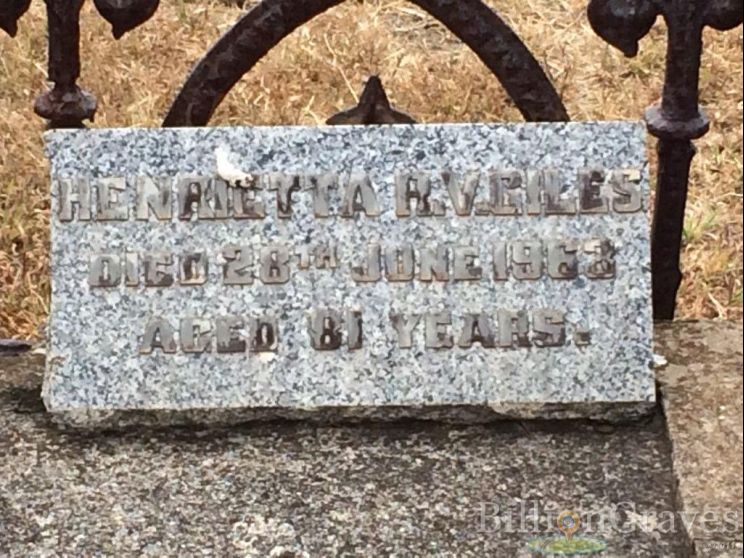 HENRIETTA R.V. GILES
DIED 28TH JUNE 1963
AGED 81 YEARS.
BillionGraves